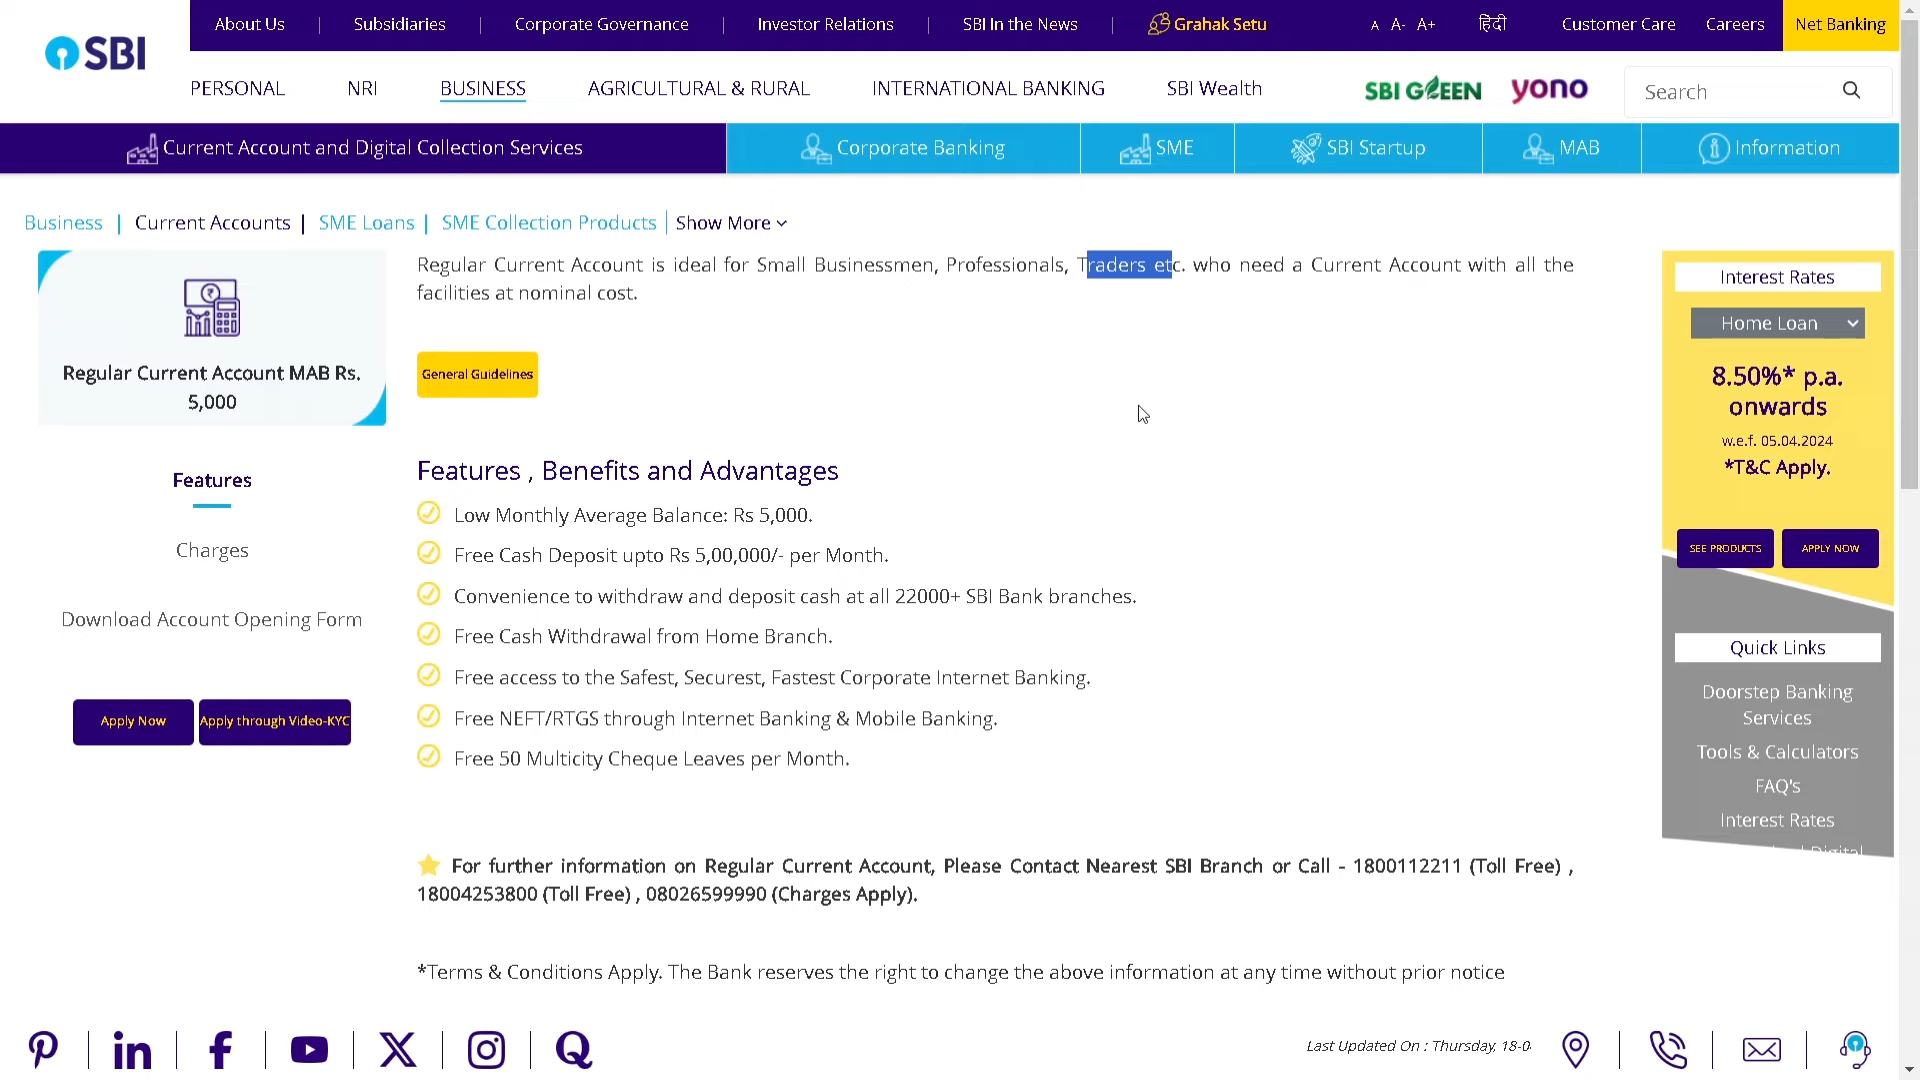 About Us | Subsidiaries | Corporate Governance | Investor Relations | SBI In the News | Grahak Setu A A- A+ हिंदी Customer Care Careers Net Banking
SBI
PERSONAL NRI BUSINESS AGRICULTURAL & RURAL INTERNATIONAL BANKING SBI Wealth SBI GREEN yono Search
Current Account and Digital Collection Services Corporate Banking SME SBI Startup MAB Information
Business | Current Accounts | SME Loans | SME Collection Products | Show More
Regular Current Account MAB Rs.
5,000
Features
Charges
Download Account Opening Form
Apply Now Apply through Video-KYC
Regular Current Account is ideal for Small Businessmen, Professionals, Traders etc. who need a Current Account with all the
facilities at nominal cost.
General Guidelines
Features , Benefits and Advantages
Low Monthly Average Balance: Rs 5,000.
Free Cash Deposit upto Rs 5,00,000/- per Month.
Convenience to withdraw and deposit cash at all 22000+ SBI Bank branches.
Free Cash Withdrawal from Home Branch.
Free access to the Safest, Securest, Fastest Corporate Internet Banking.
Free NEFT/RTGS through Internet Banking & Mobile Banking.
Free 50 Multicity Cheque Leaves per Month.
For further information on Regular Current Account, Please Contact Nearest SBI Branch or Call - 1800112211 (Toll Free) ,
18004253800 (Toll Free) , 08026599990 (Charges Apply).
*Terms & Conditions Apply. The Bank reserves the right to change the above information at any time without prior notice
Interest Rates
Home Loan
8.50%* p.a.
onwards
w.e.f. 05.04.2024
*T&C Apply.
SEE PRODUCTS APPLY NOW
Quick Links
Doorstep Banking
Services
Tools & Calculators
FAQ's
Interest Rates
Last Updated On : Thursday, 18-0